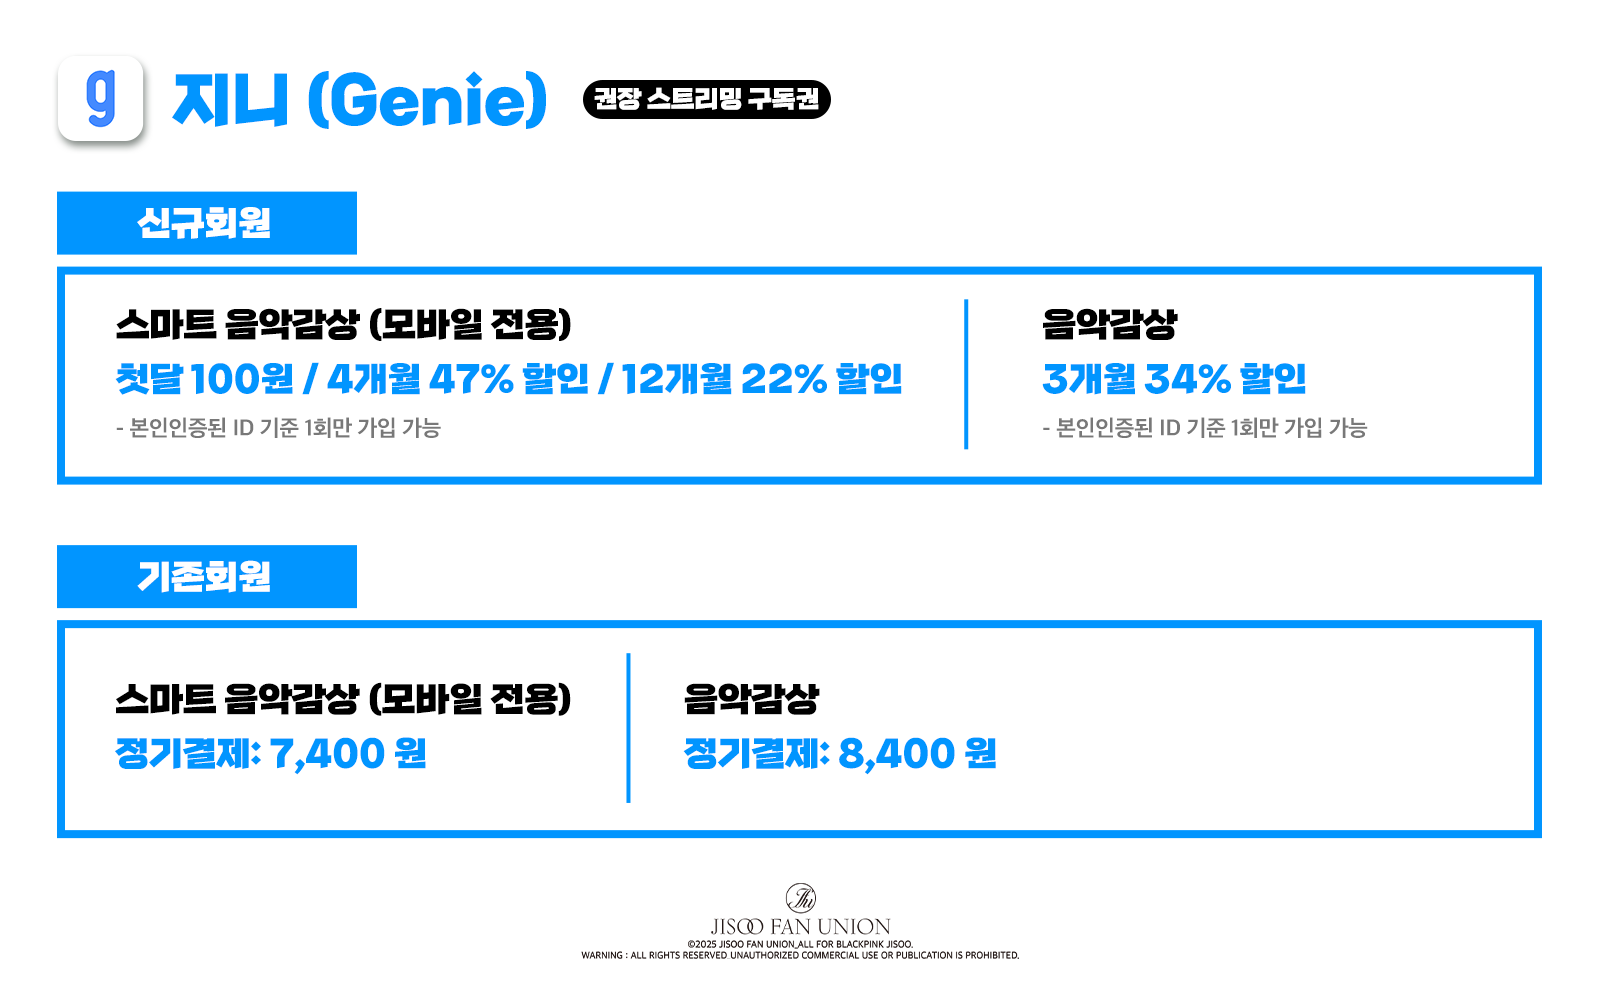 g 지니 (Genie) 권장 스트리밍 구독권
신규회원
스마트 음악감상 (모바일 전용)
첫달 100원 / 4개월 47% 할인 / 12개월 22% 할인
- 본인인증된 ID 기준 1회만 가입 가능
음악감상
3개월 34% 할인
- 본인인증된 ID 기준 1회만 가입 가능
기존회원
스마트 음악감상 (모바일 전용)
정기결제: 7,400 원
음악감상
정기결제: 8,400 원
JISOO FAN UNION
©2025 JISOO FAN UNION_ALL FOR BLACKPINK JISOO.
WARNING : ALL RIGHTS RESERVED. UNAUTHORIZED COMMERCIAL USE OR PUBLICATION IS PROHIBITED.